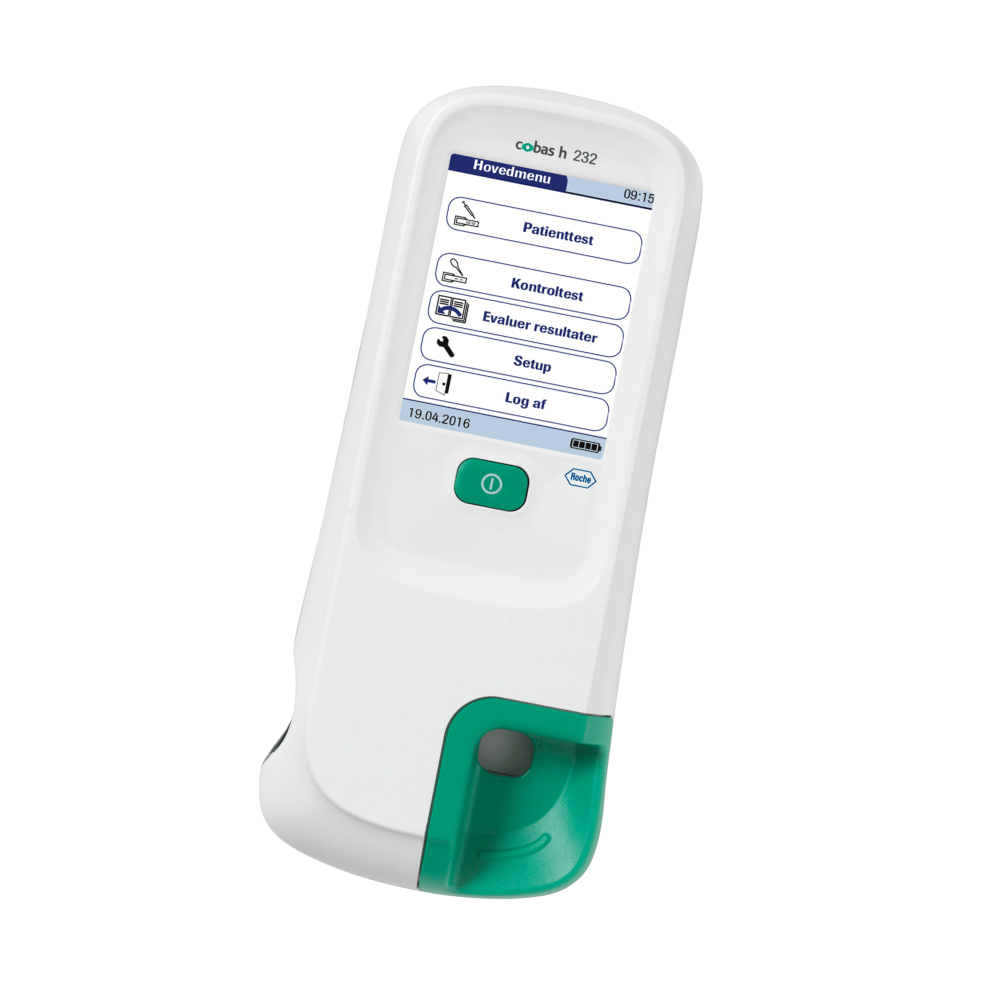 cobas h 232
Hovedmenu
09:15
Patienttest
Kontroltest
Evaluer resultater
Setup
Log af
19.04.2016
Roche